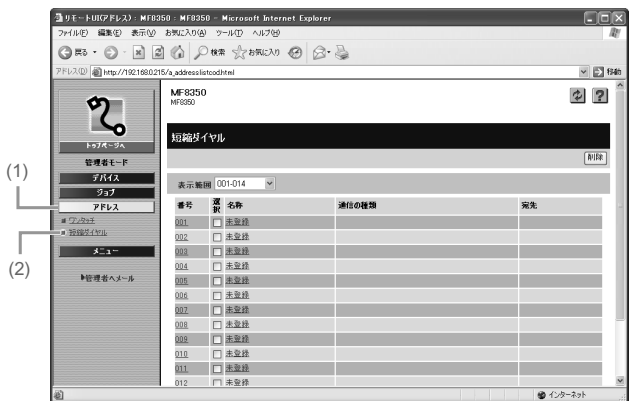 リモートUI(アドレス) : MF8350 : MF8350 - Microsoft Internet Explorer
ファイル(F) 編集(E) 表示(V) お気に入り(A) ツール(T) ヘルプ(H)
戻る 検索 お気に入り
アドレス(D) http://192.168.0.215/a_addresslistcod.html 移動
MF8350
MF8350
トップページへ
短縮ダイヤル
管理者モード
削除
デバイス
(1)
ジョブ
表示範囲 001-014
アドレス
番号 選択 名称 通信の種類 宛先
ワンタッチ
短縮ダイヤル
(2)
メニュー
管理者へメール
001 未登録
002 未登録
003 未登録
004 未登録
005 未登録
006 未登録
007 未登録
008 未登録
009 未登録
010 未登録
011 未登録
012 未登録
インターネット